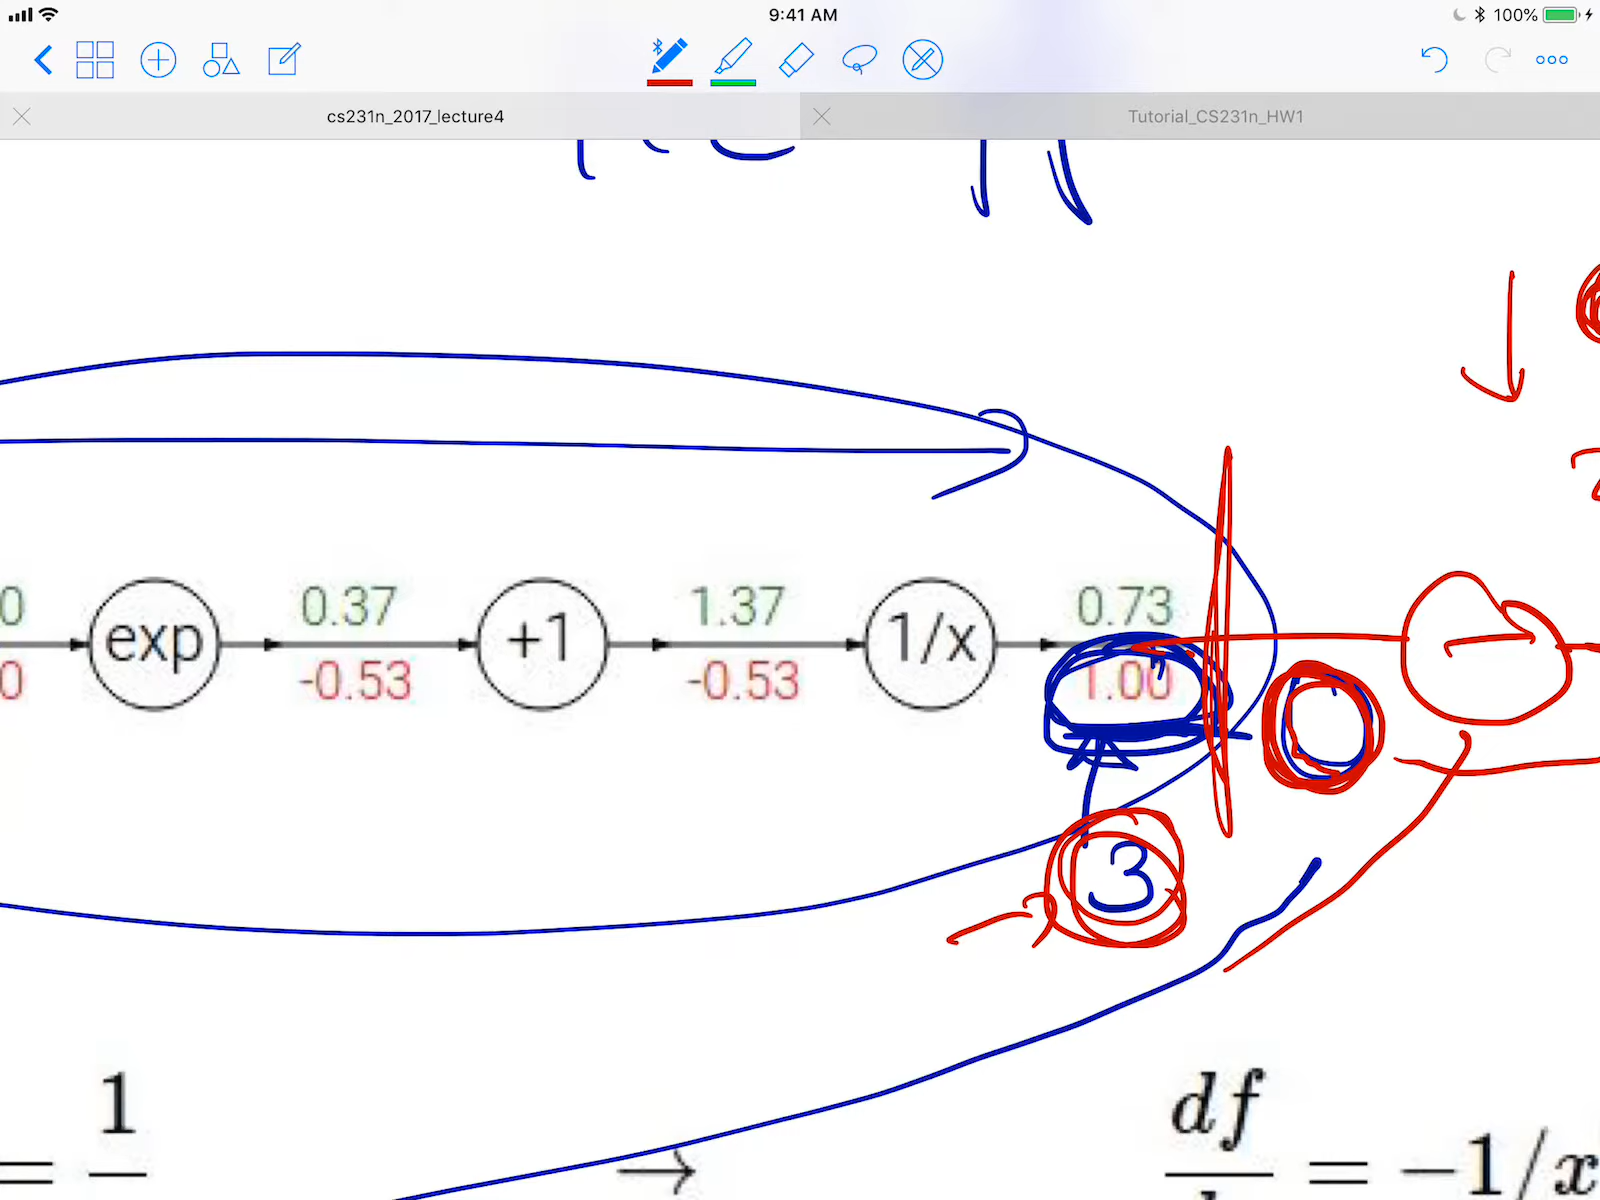 9:41 AM
100%
cs231n_2017_lecture4
Tutorial_CS231n_HW1
0 0.37 1.37 0.73
exp +1 1/x
0 -0.53 -0.53 1.00
3
1 df
= → = -1/x